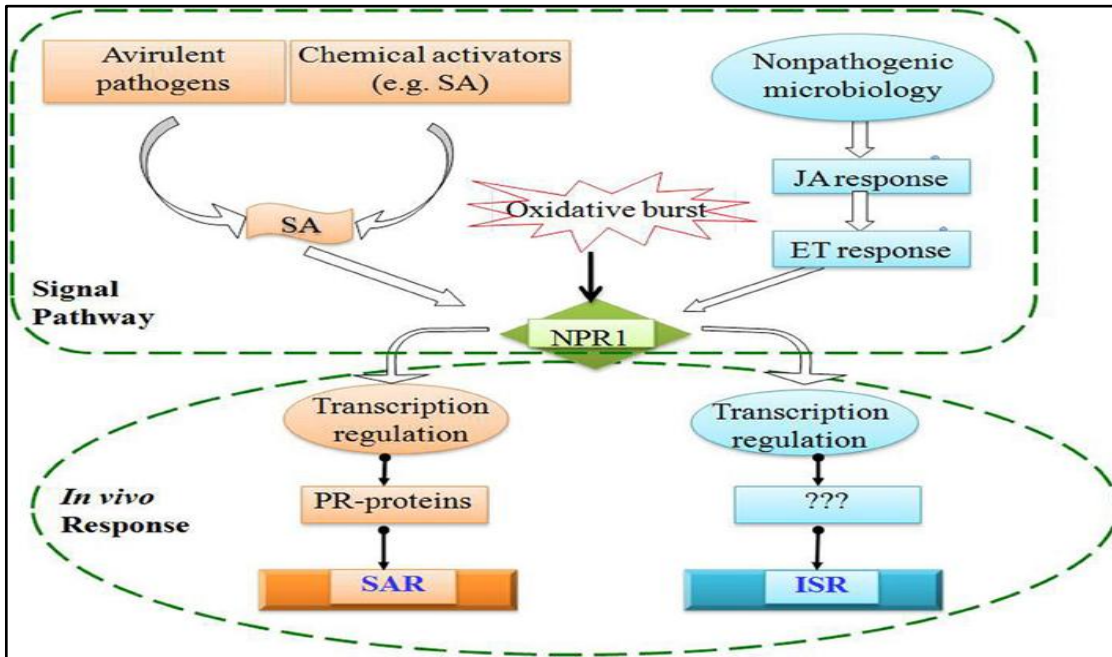 Avirulent
pathogens
Chemical activators
(e.g. SA)
Nonpathogenic
microbiology
JA response
SA
Oxidative burst
ET response
Signal
Pathway
NPR1
Transcription
regulation
Transcription
regulation
In vivo
Response
PR-proteins
???
SAR
ISR